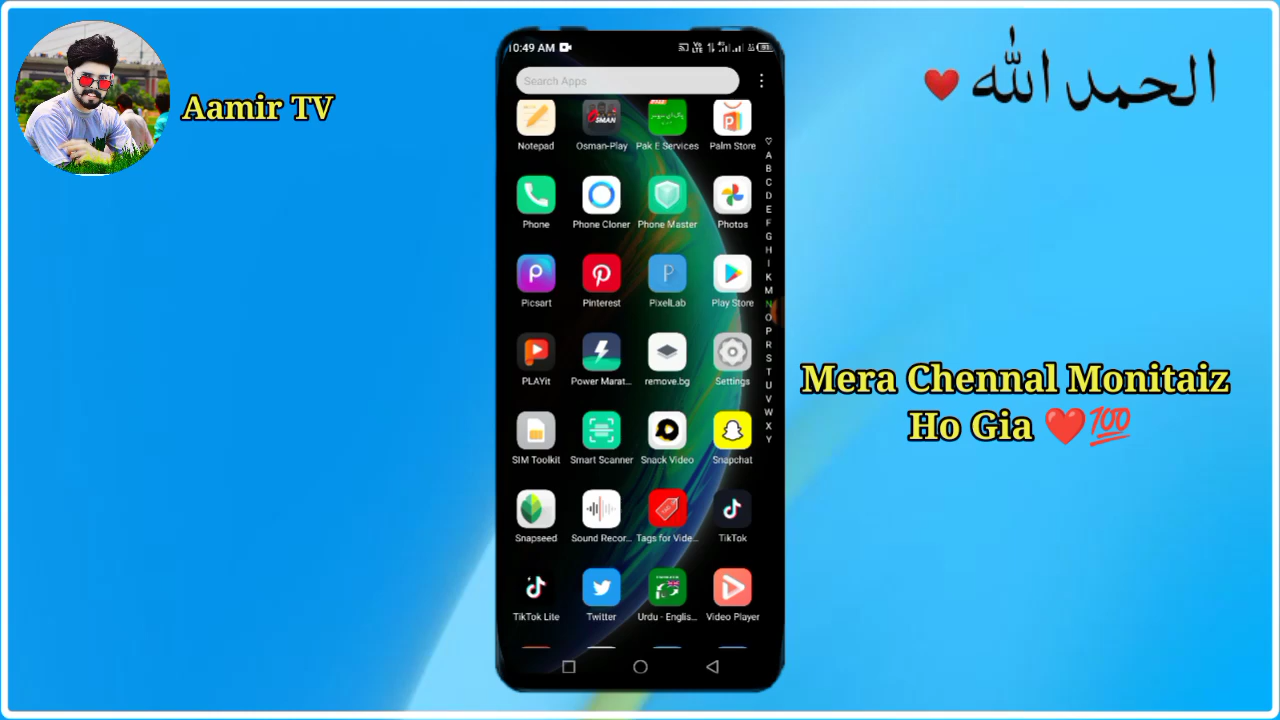 10:49 AM
Search Apps
Notepad Osman-Play Pak E Services Palm Store
Phone Phone Cloner Phone Master Photos
Picsart Pinterest PixelLab Play Store
PLAYit Power Marat... remove.bg Settings
SIM Toolkit Smart Scanner Snack Video Snapchat
Snapseed Sound Recor... Tags for Vide... TikTok
TikTok Lite Twitter Urdu - Englis... Video Player
A
B
C
D
E
F
G
H
I
K
M
N
O
P
R
S
T
U
V
W
X
Y
Aamir TV
الحمد الله
Mera Chennal Monitaiz
Ho Gia ❤️💯